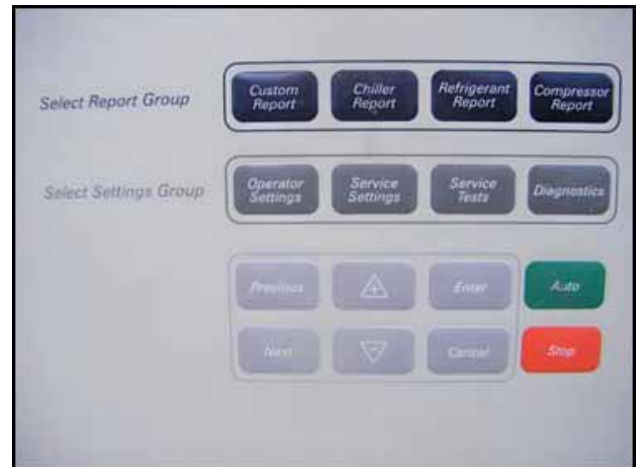 Select Report Group
Custom Report
Chiller Report
Refrigerant Report
Compressor Report
Select Settings Group
Operator Settings
Service Settings
Service Tests
Diagnostics
Previous
+
Enter
Auto
Next
−
Cancel
Stop